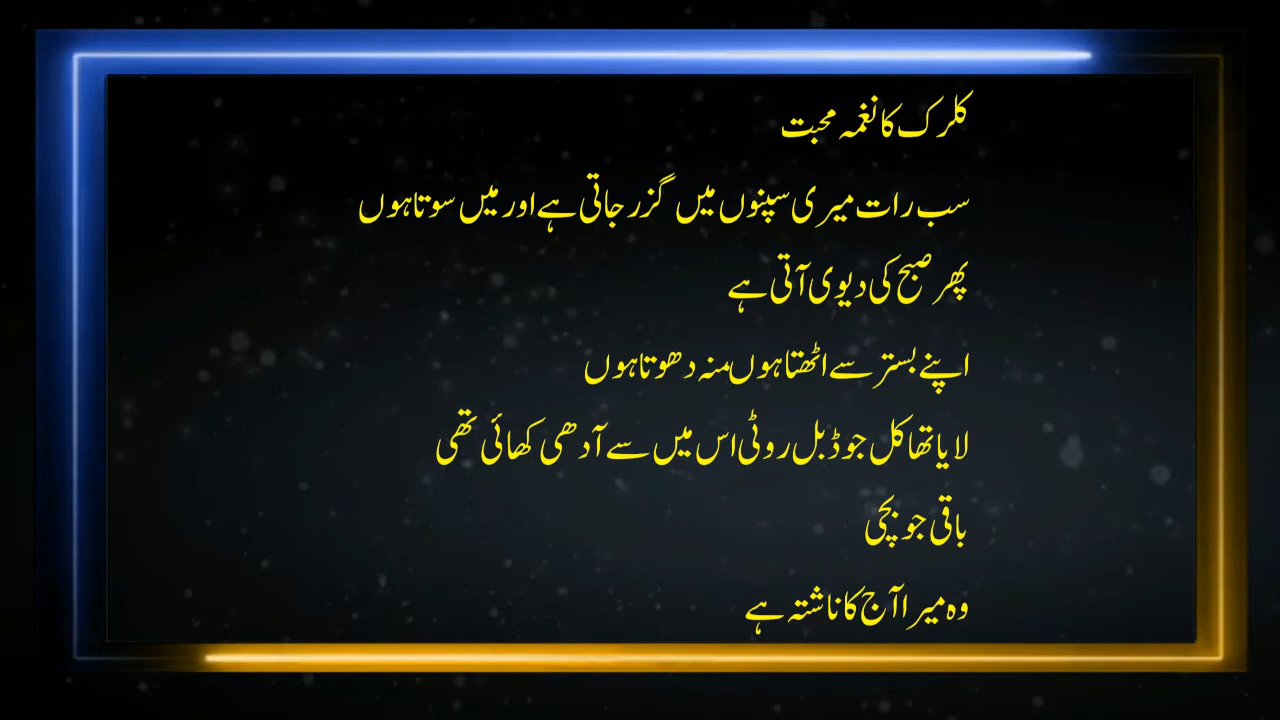 کلرک کا نغمہ محبت
سب رات میری سپنوں میں گزر جاتی ہے اور میں سوتا ہوں
پھر صبح کی دیوی آتی ہے
اپنے بستر سے اٹھتا ہوں منہ دھوتا ہوں
لایا تھا کل جو ڈبل روٹی اس میں سے آدھی کھائی تھی
باقی جو بچی
وہ میرا آج کا ناشتہ ہے